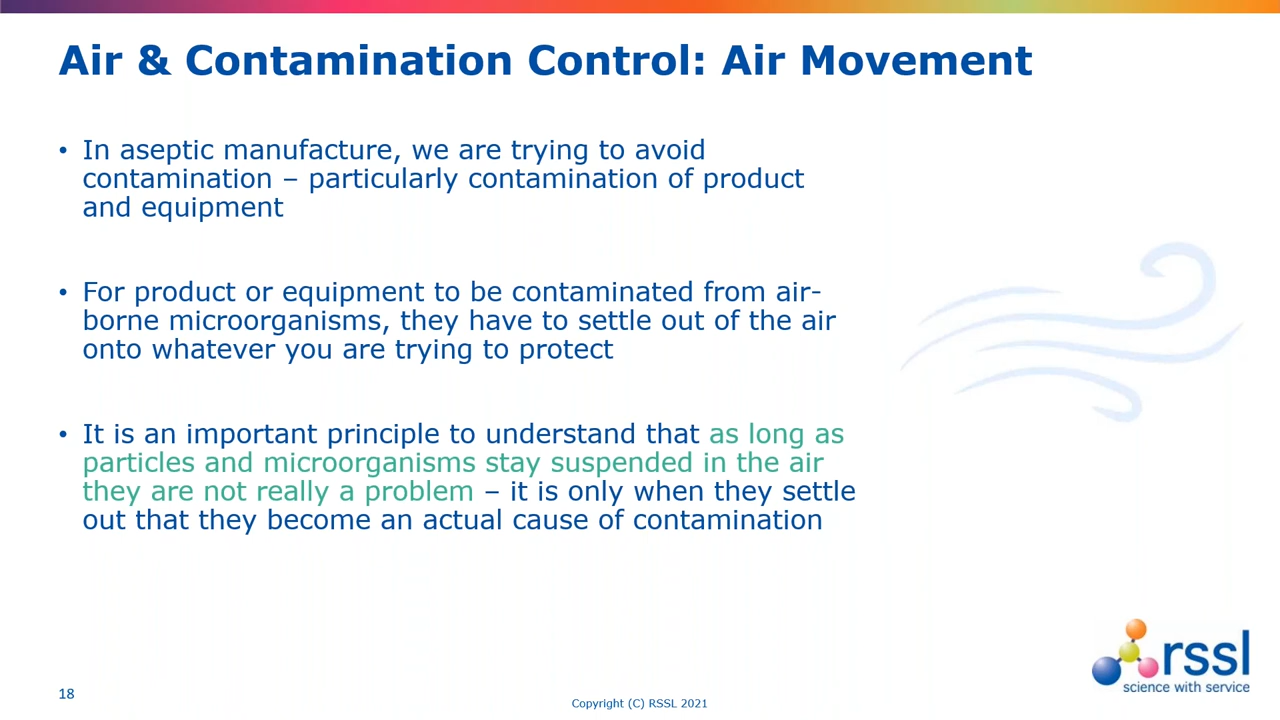 Air & Contamination Control: Air Movement
• In aseptic manufacture, we are trying to avoid
contamination – particularly contamination of product
and equipment
• For product or equipment to be contaminated from air-
borne microorganisms, they have to settle out of the air
onto whatever you are trying to protect
• It is an important principle to understand that as long as
particles and microorganisms stay suspended in the air
they are not really a problem – it is only when they settle
out that they become an actual cause of contamination
rssl
science with service
18
Copyright (C) RSSL 2021